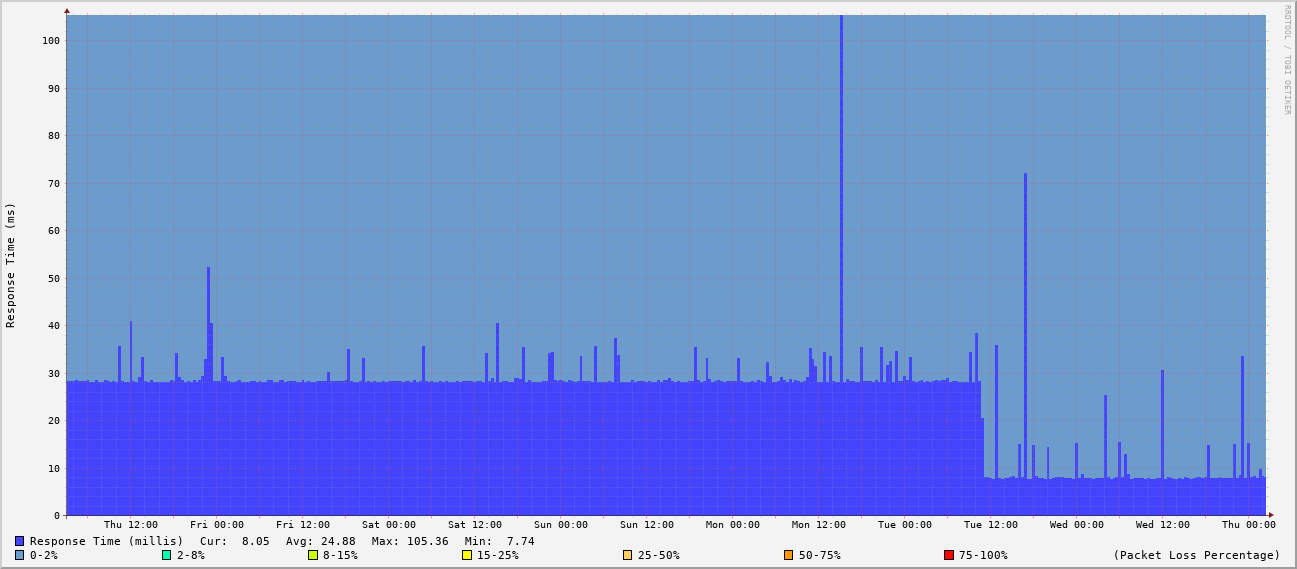 RRDTOOL / TOBI OETIKER
Response Time (ms)
100
90
80
70
60
50
40
30
20
10
0
Thu 12:00 Fri 00:00 Fri 12:00 Sat 00:00 Sat 12:00 Sun 00:00 Sun 12:00 Mon 00:00 Mon 12:00 Tue 00:00 Tue 12:00 Wed 00:00 Wed 12:00 Thu 00:00
Response Time (millis) Cur: 8.05 Avg: 24.88 Max: 105.36 Min: 7.74
0-2% 2-8% 8-15% 15-25% 25-50% 50-75% 75-100% (Packet Loss Percentage)